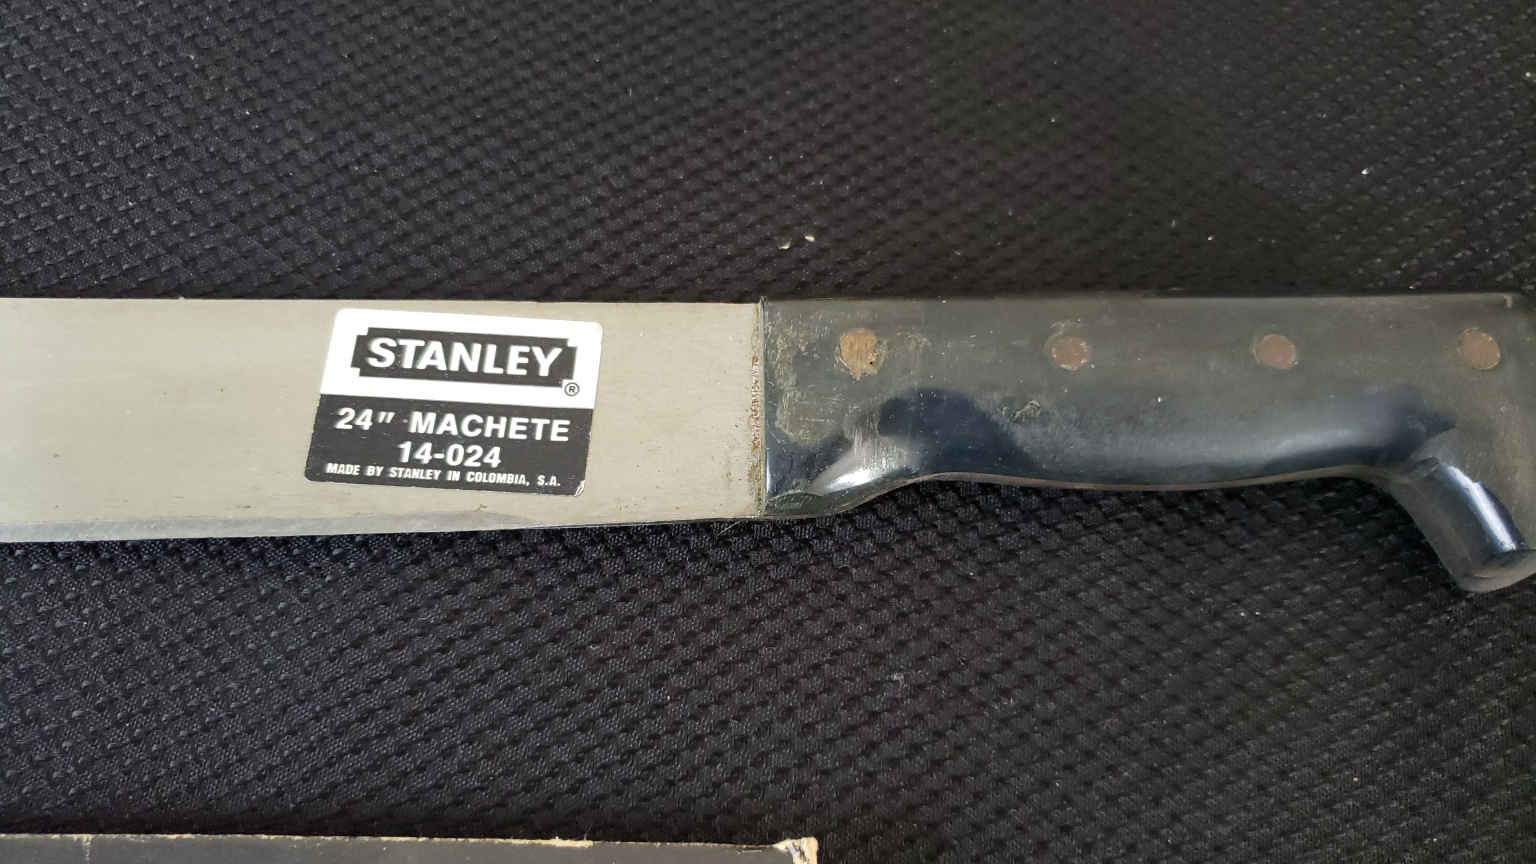 STANLEY
®
24" MACHETE
14-024
MADE BY STANLEY IN COLOMBIA, S.A.